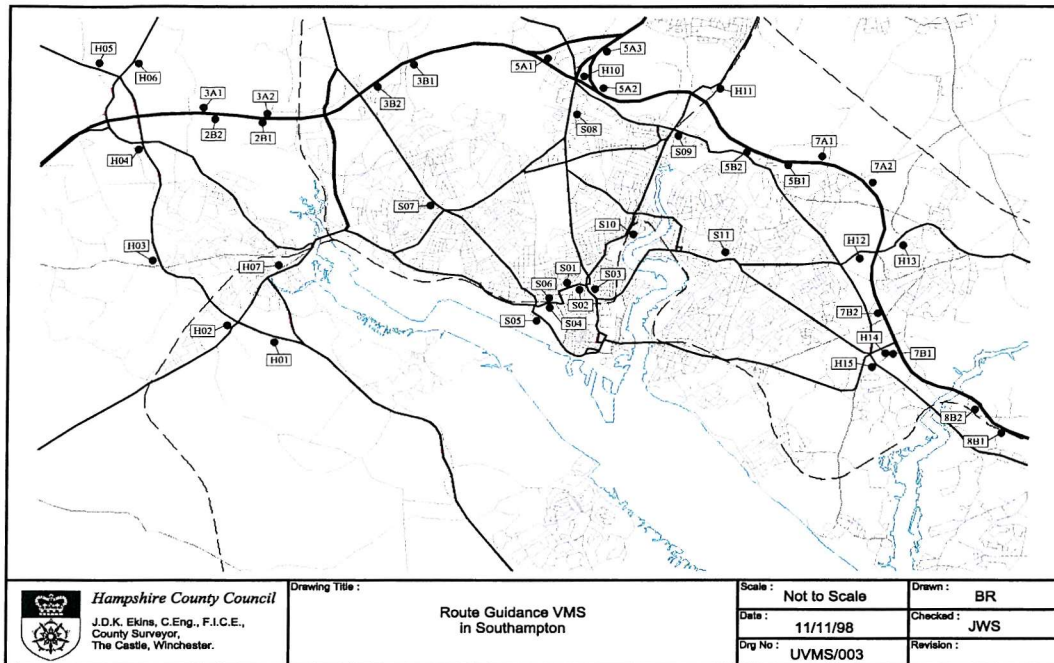 H05
H06
5A3
5A1
H10
3B1
5A2
H11
3B2
3A1
3A2
2B2
2B1
S08
S09
H04
7A1
5B2
5B1
7A2
S07
S10
H03
S11
H12
H13
H07
S01
S03
S06
S02
S05
S04
H02
H01
7B2
H14
7B1
H15
8B2
8B1
Hampshire County Council
J.D.K. Ekins, C.Eng., F.I.C.E.,
County Surveyor,
The Castle, Winchester.
Drawing Title :
Route Guidance VMS
in Southampton
Scale : Not to Scale
Drawn : BR
Date : 11/11/98
Checked : JWS
Drg No : UVMS/003
Revision :